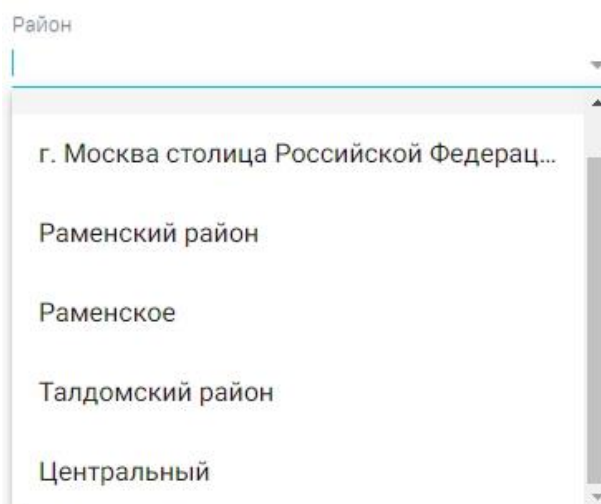 Район
г. Москва столица Российской Федерац...
Раменский район
Раменское
Талдомский район
Центральный